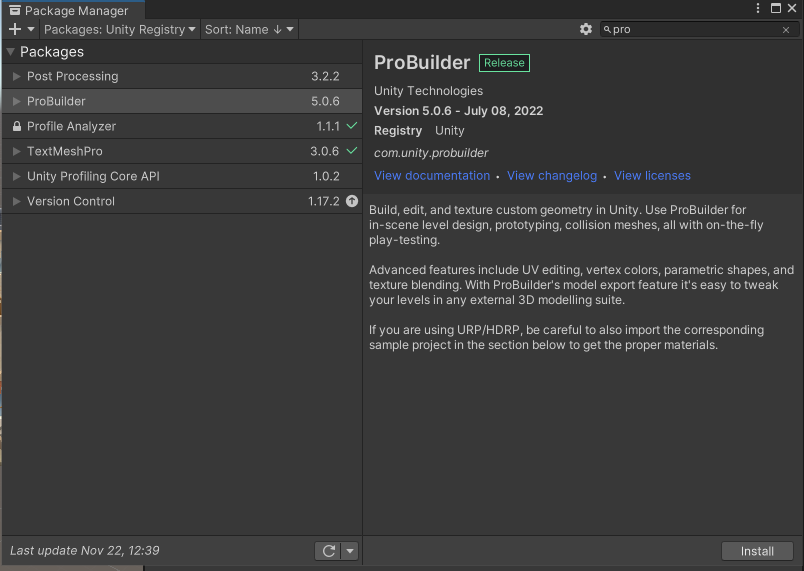 Package Manager
Packages: Unity Registry Sort: Name ↓ pro
Packages
Post Processing 3.2.2
ProBuilder 5.0.6
Profile Analyzer 1.1.1
TextMeshPro 3.0.6
Unity Profiling Core API 1.0.2
Version Control 1.17.2
Last update Nov 22, 12:39
ProBuilder Release
Unity Technologies
Version 5.0.6 - July 08, 2022
Registry Unity
com.unity.probuilder
View documentation • View changelog • View licenses
Build, edit, and texture custom geometry in Unity. Use ProBuilder for
in-scene level design, prototyping, collision meshes, all with on-the-fly
play-testing.
Advanced features include UV editing, vertex colors, parametric shapes, and
texture blending. With ProBuilder's model export feature it's easy to tweak
your levels in any external 3D modelling suite.
If you are using URP/HDRP, be careful to also import the corresponding
sample project in the section below to get the proper materials.
Install